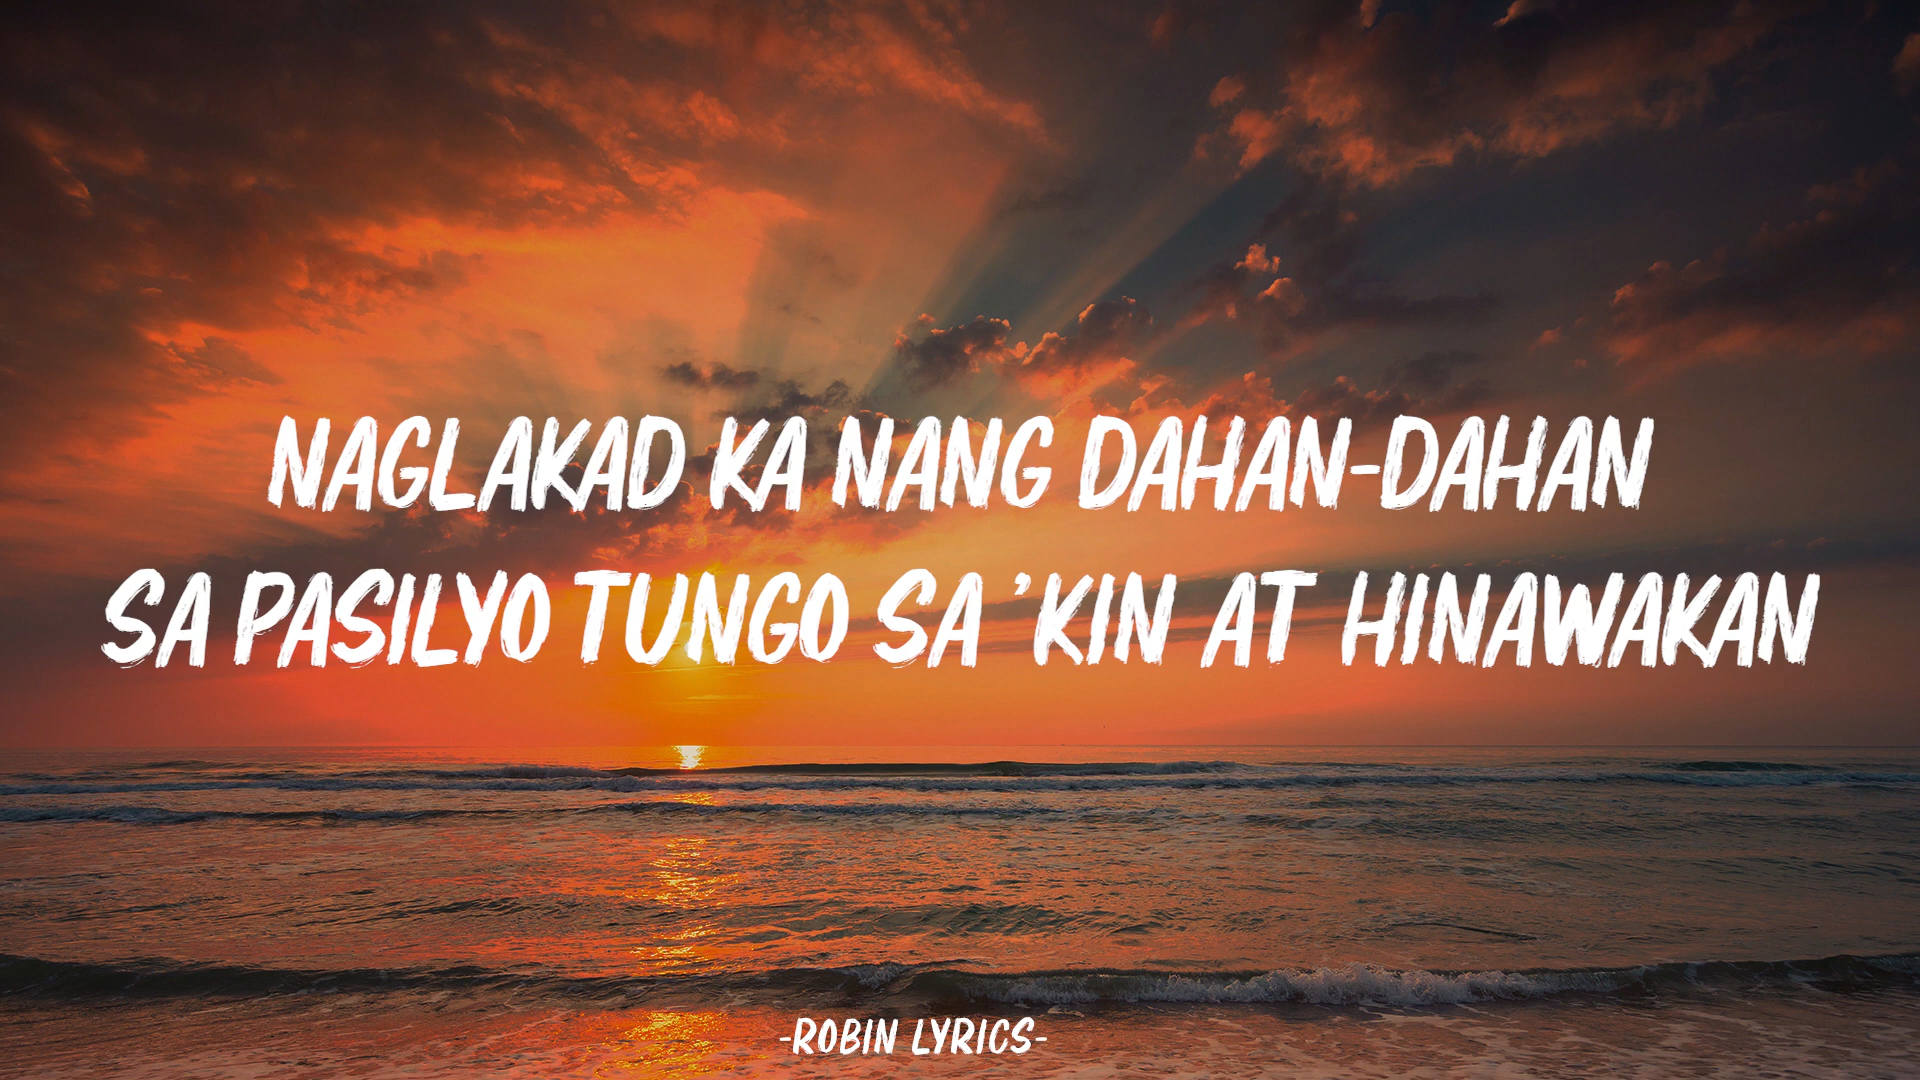 NAGLAKAD KA NANG DAHAN-DAHAN
SA PASILYO TUNGO SA 'KIN AT HINAWAKAN
-ROBIN LYRICS-